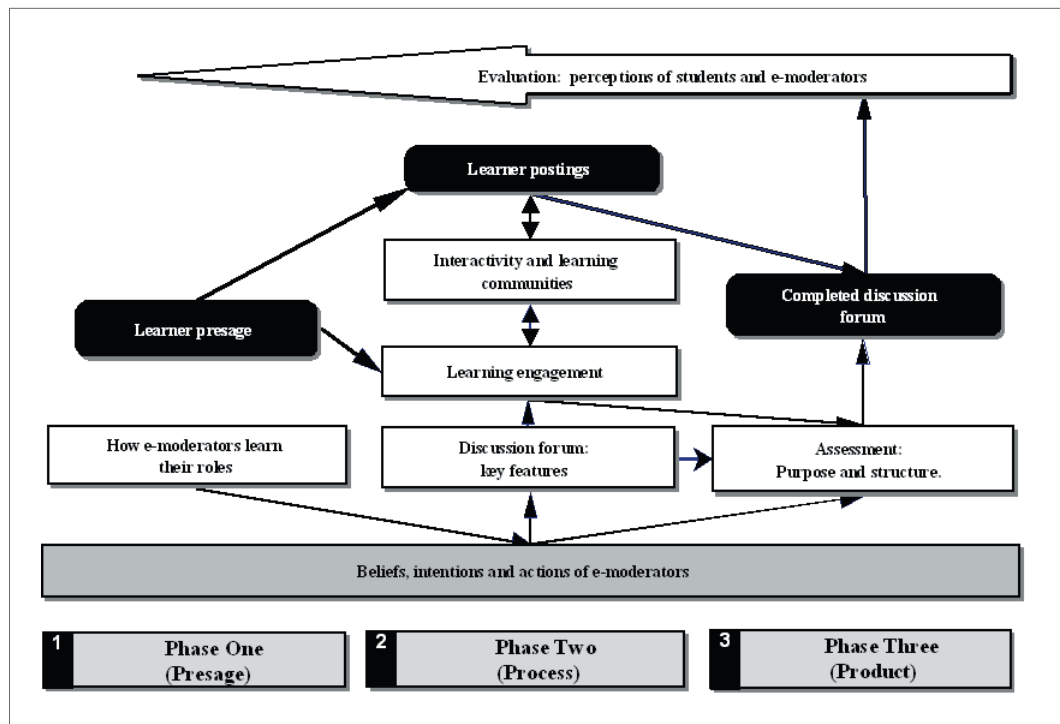 Evaluation: perceptions of students and e-moderators
Learner postings
Interactivity and learning
communities
Learner presage
Completed discussion
forum
Learning engagement
How e-moderators learn
their roles
Discussion forum:
key features
Assessment:
Purpose and structure.
Beliefs, intentions and actions of e-moderators
1
Phase One
(Presage)
2
Phase Two
(Process)
3
Phase Three
(Product)